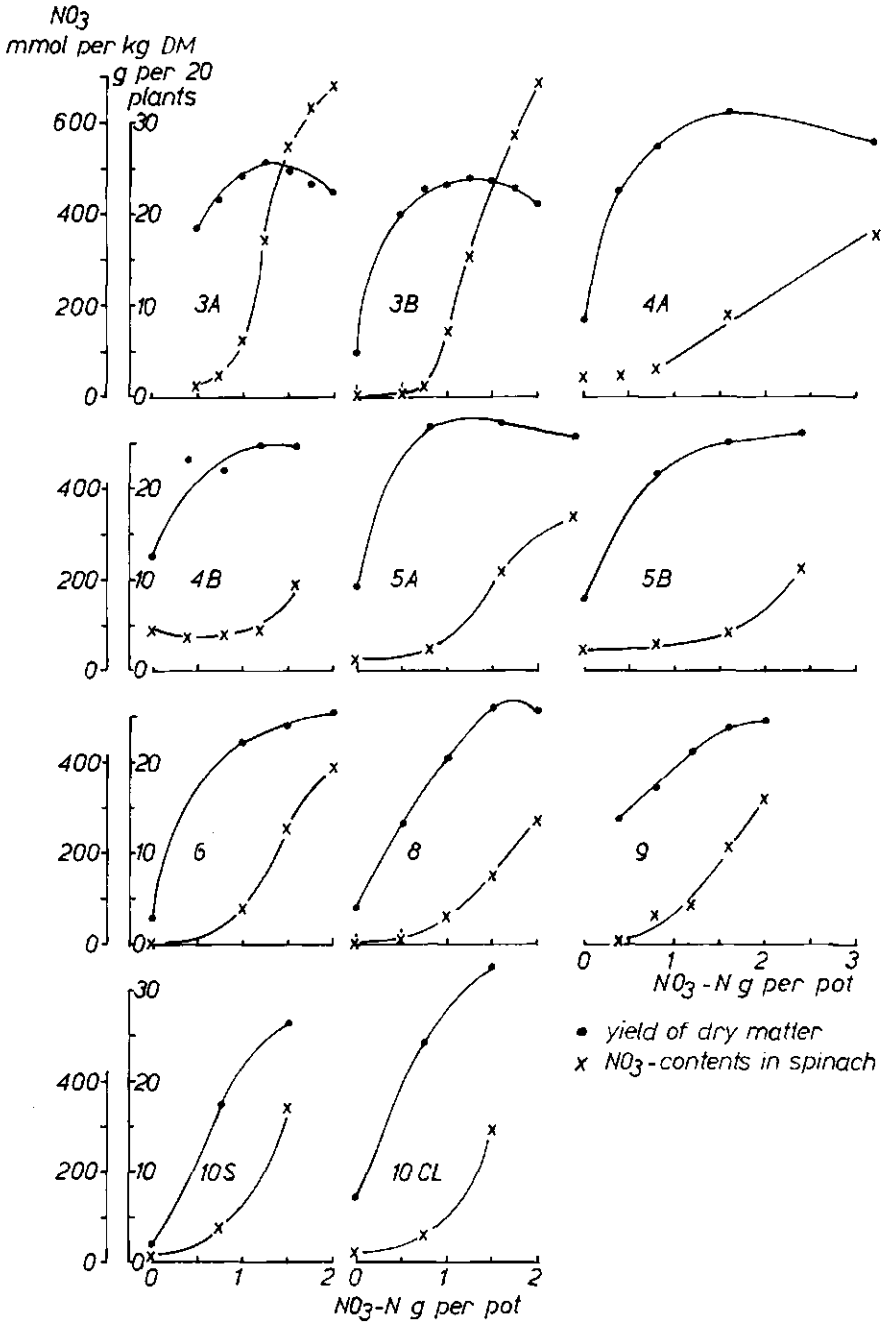 NO3
mmol per kg DM
g per 20
plants
600
400
200
0
30
20
10
0
3A
3B
4A
400
200
0
20
10
0
4B
5A
5B
400
200
0
20
10
0
6
8
9
0 1 2 3
NO3-N g per pot
• yield of dry matter
x NO3-contents in spinach
400
200
0
30
20
10
0
10S
10CL
0 1 2
0 1 2
NO3-N g per pot